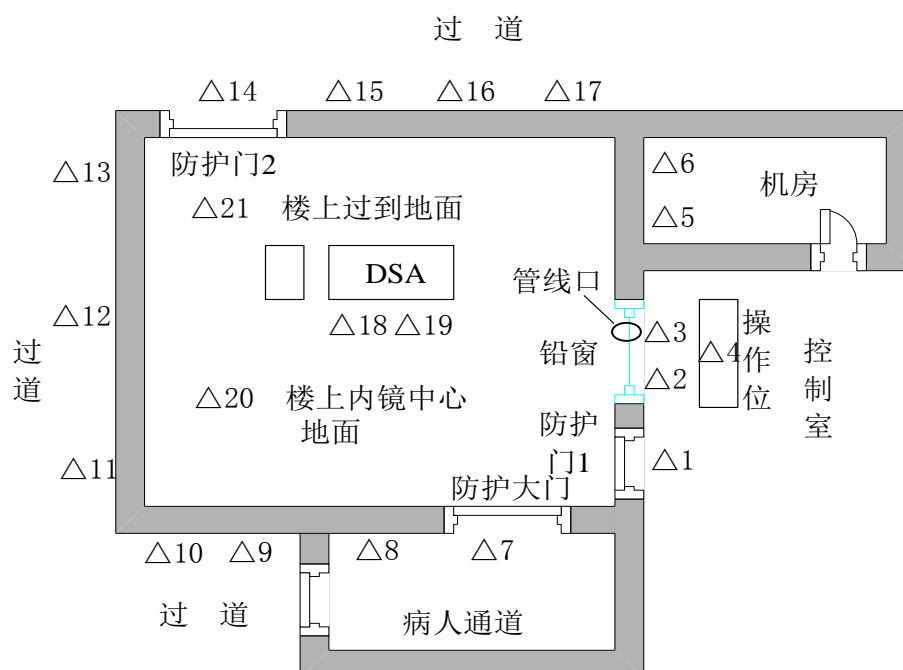 过 道
△14
△15
△16
△17
△13
防护门2
△6
机房
△5
△21
楼上过到地面
DSA
管线口
△12
△18
△19
△3
操作位
过道
铅窗
△4
控制室
△2
△20
楼上内镜中心
地面
防护
门1
△1
△11
防护大门
△10
△9
△8
△7
过 道
病人通道